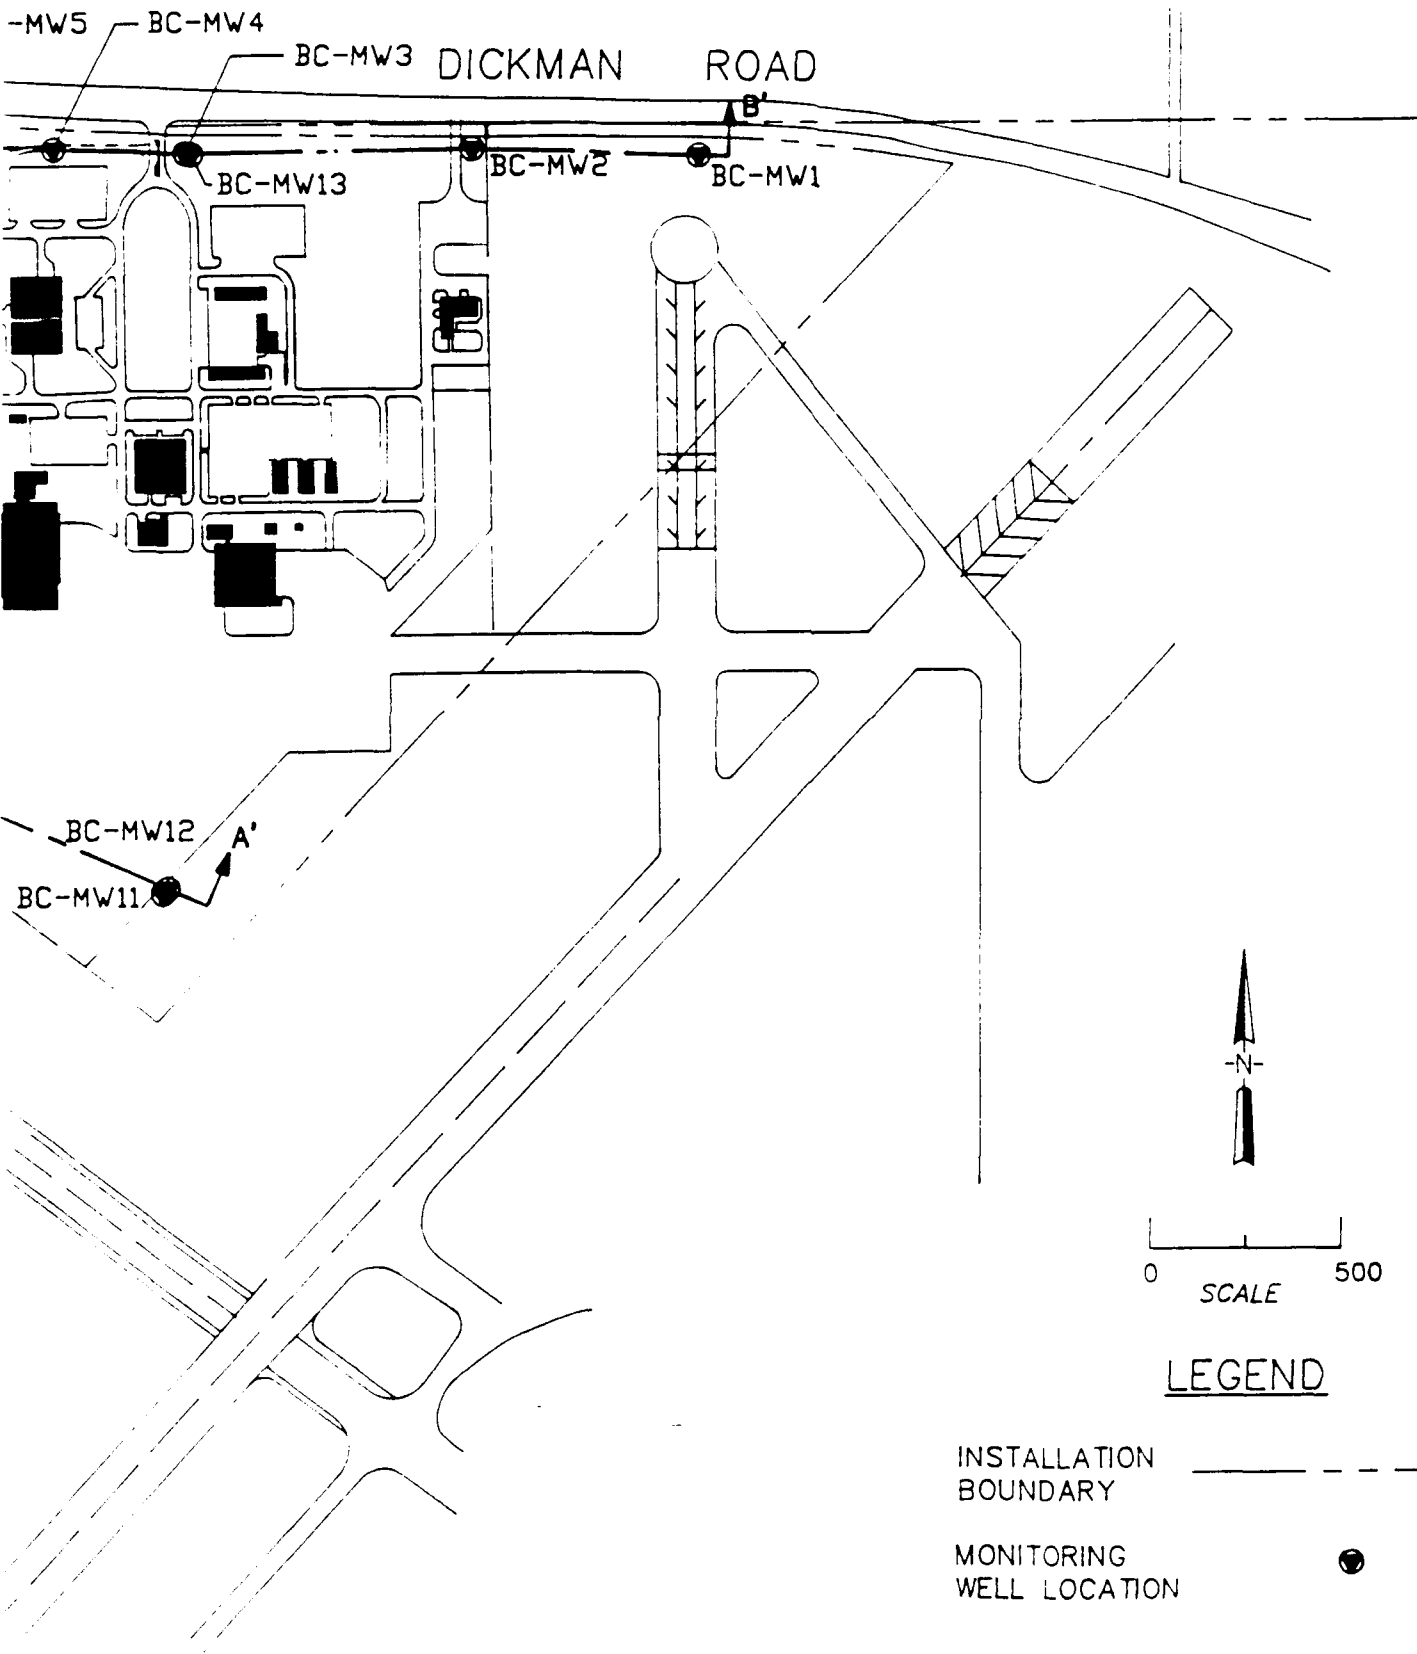 -MW5
BC-MW4
BC-MW3
DICKMAN ROAD
B'
BC-MW2
BC-MW1
BC-MW13
BC-MW12
A'
BC-MW11
-N-
0 500
SCALE
LEGEND
INSTALLATION
BOUNDARY
MONITORING
WELL LOCATION